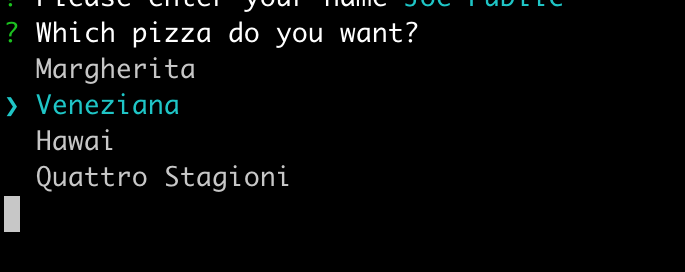 ? Please enter your name Joe Public
? Which pizza do you want?
Margherita
❯ Veneziana
Hawai
Quattro Stagioni